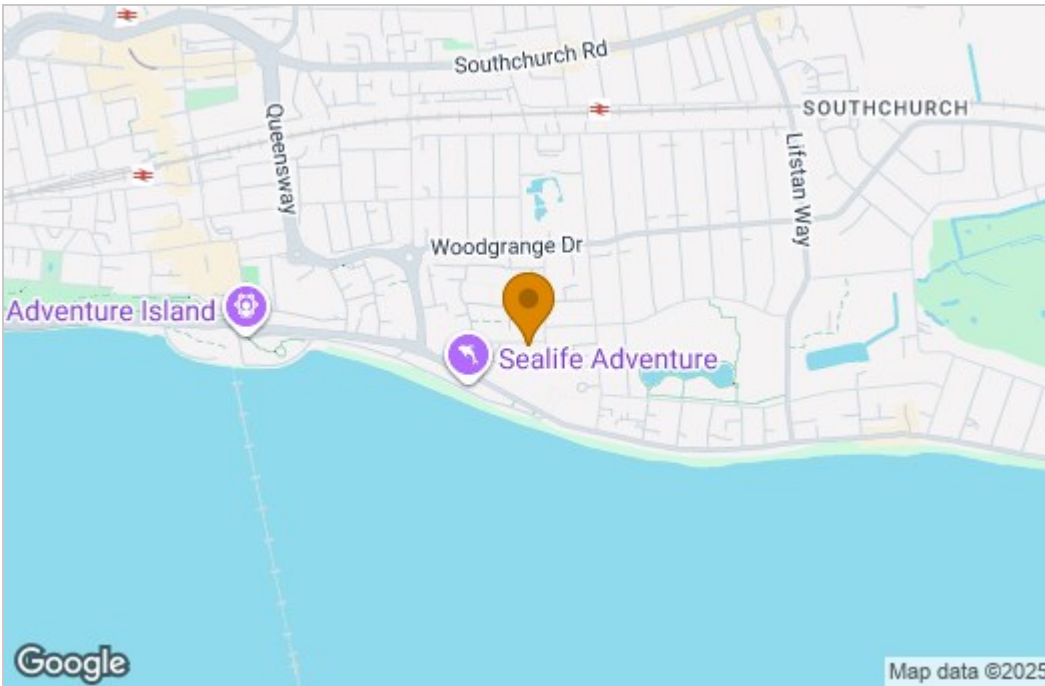 Southchurch Rd
SOUTHCHURCH
Queensway
Lifstan Way
Woodgrange Dr
Adventure Island
Sealife Adventure
Google
Map data ©2025